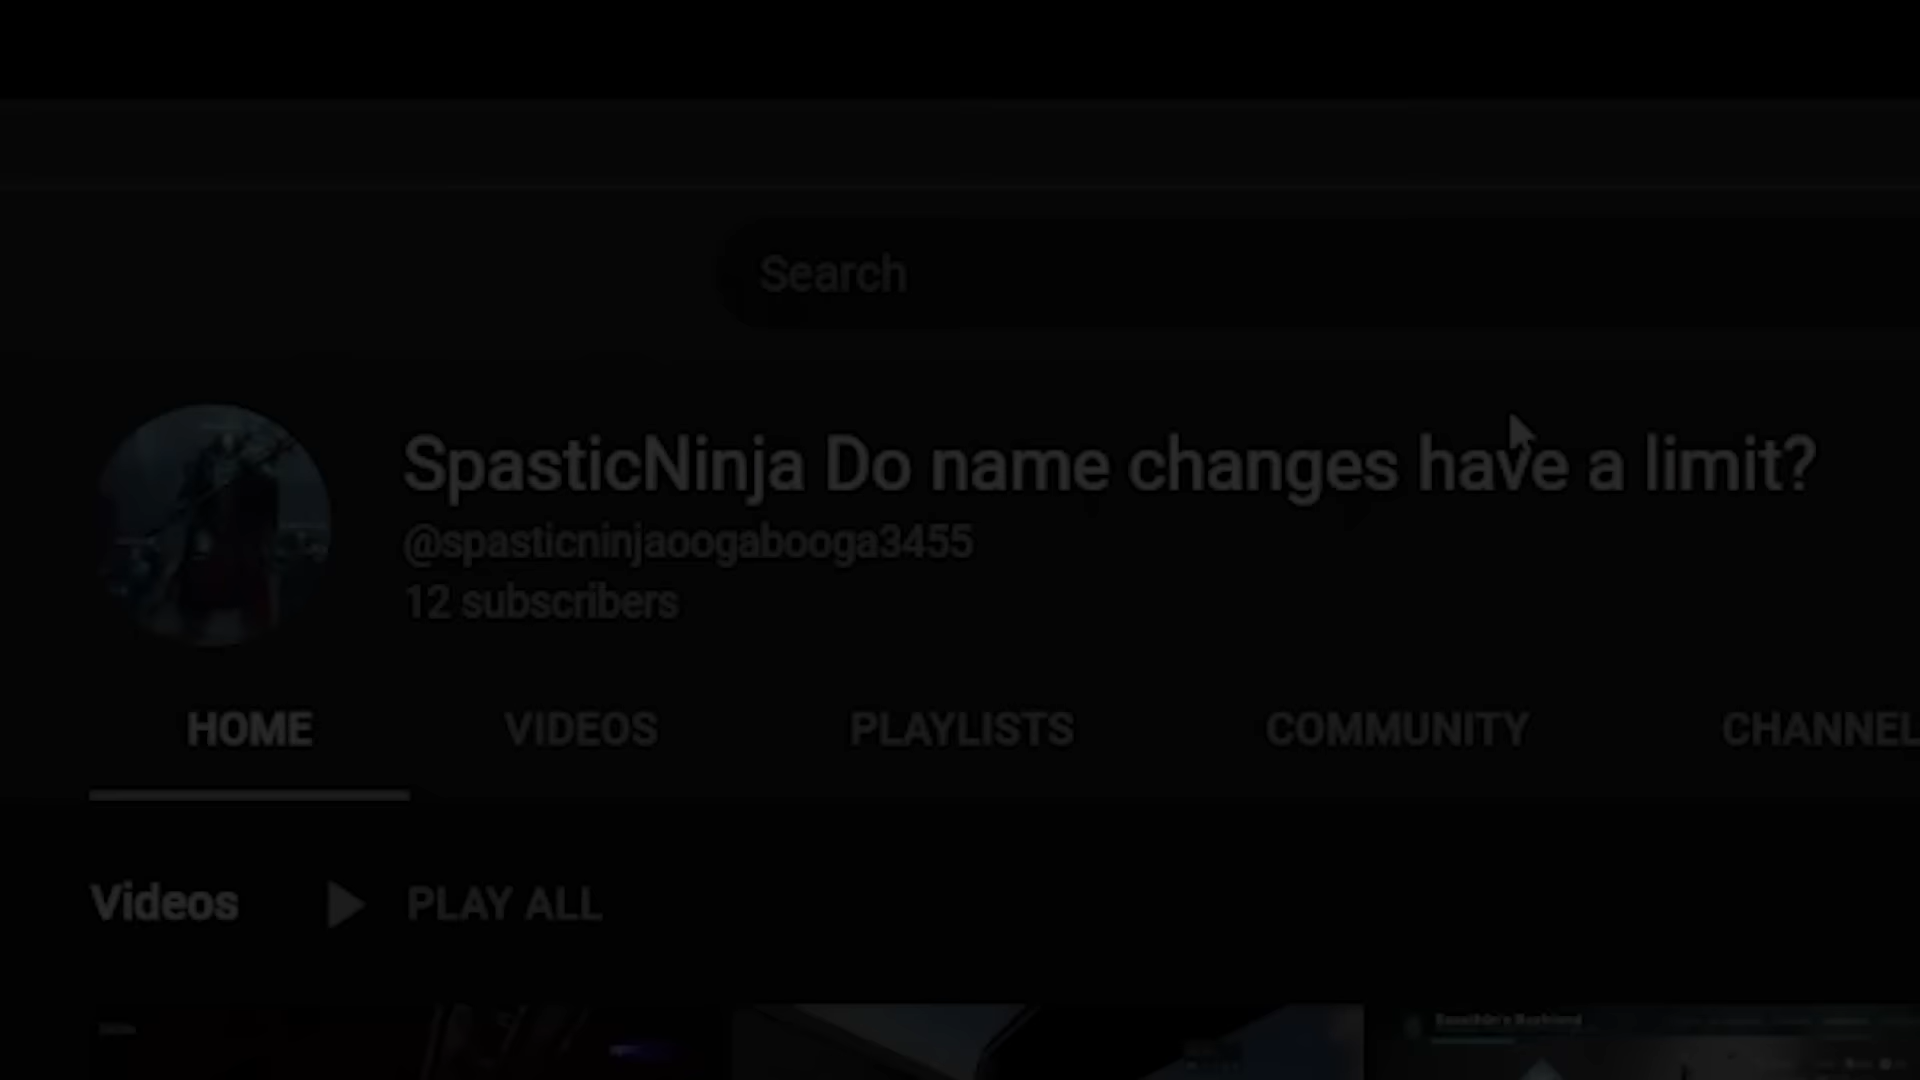 Search
SpasticNinja Do name changes have a limit?
@spasticninjaoogabooga3455
12 subscribers
HOME VIDEOS PLAYLISTS COMMUNITY CHANNEL
Videos PLAY ALL